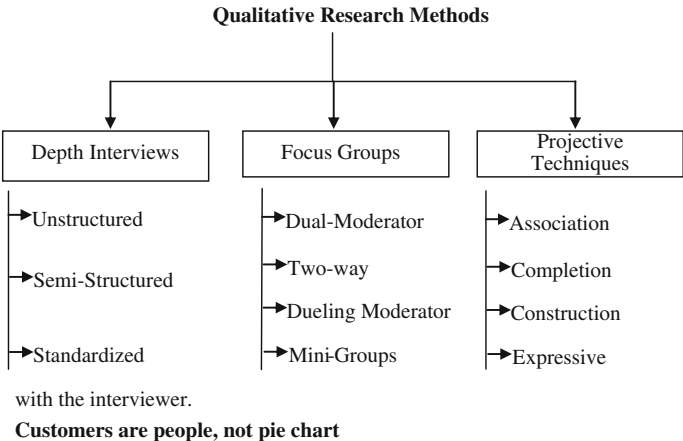 Qualitative Research Methods
Depth Interviews
Focus Groups
Projective
Techniques
Unstructured
Semi-Structured
Standardized
Dual-Moderator
Two-way
Dueling Moderator
Mini-Groups
Association
Completion
Construction
Expressive
with the interviewer.
Customers are people, not pie chart